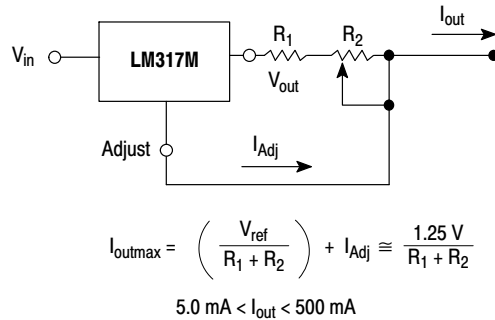 I_out
R_1
R_2
V_in
LM317M
V_out
Adjust
I_Adj
I_outmax = ( V_ref / R_1 + R_2 ) + I_Adj ≅ 1.25 V / R_1 + R_2
5.0 mA < I_out < 500 mA